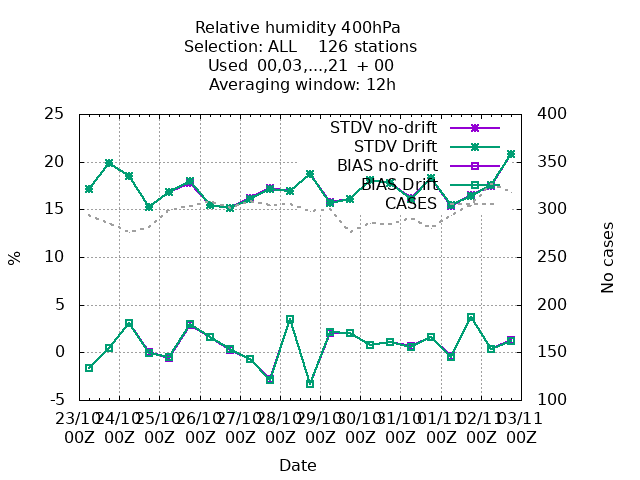 Relative humidity 400hPa
Selection: ALL    126 stations
Used  00,03,...,21  + 00
Averaging window: 12h
25 400
STDV no-drift
STDV Drift
20 350
BIAS no-drift
BIAS Drift
CASES
15 300
10 250
5 200
0 150
-5 100
%
No cases
23/10 24/10 25/10 26/10 27/10 28/10 29/10 30/10 31/10 01/11 02/11 03/11
00Z 00Z 00Z 00Z 00Z 00Z 00Z 00Z 00Z 00Z 00Z 00Z
Date